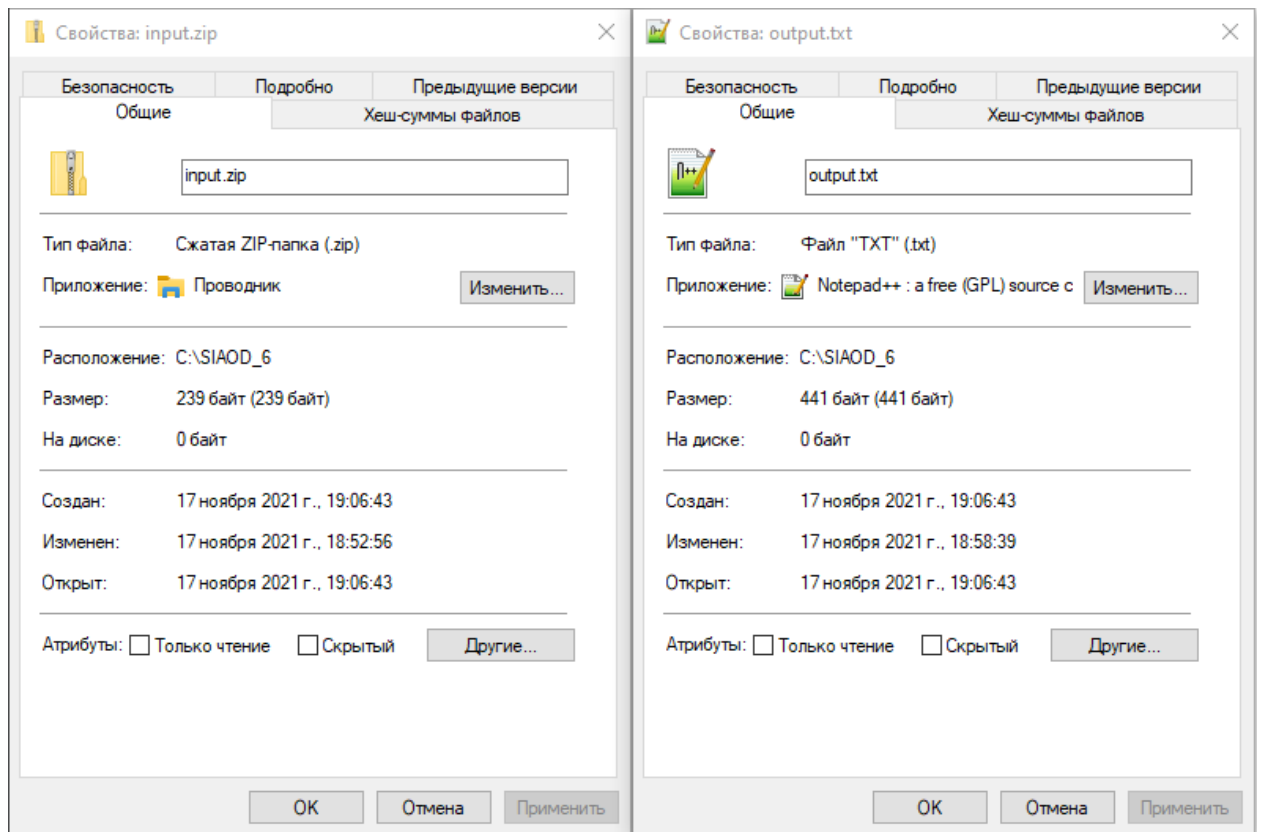 Свойства: input.zip
Безопасность Подробно Предыдущие версии
Общие Хеш-суммы файлов
input.zip
Тип файла: Сжатая ZIP-папка (.zip)
Приложение: Проводник Изменить...
Расположение: C:\SIAOD_6
Размер: 239 байт (239 байт)
На диске: 0 байт
Создан: 17 ноября 2021 г., 19:06:43
Изменен: 17 ноября 2021 г., 18:52:56
Открыт: 17 ноября 2021 г., 19:06:43
Атрибуты: Только чтение Скрытый Другие...
OK Отмена Применить
Свойства: output.txt
Безопасность Подробно Предыдущие версии
Общие Хеш-суммы файлов
output.txt
Тип файла: Файл "TXT" (.txt)
Приложение: Notepad++ : a free (GPL) source c Изменить...
Расположение: C:\SIAOD_6
Размер: 441 байт (441 байт)
На диске: 0 байт
Создан: 17 ноября 2021 г., 19:06:43
Изменен: 17 ноября 2021 г., 18:58:39
Открыт: 17 ноября 2021 г., 19:06:43
Атрибуты: Только чтение Скрытый Другие...
OK Отмена Применить